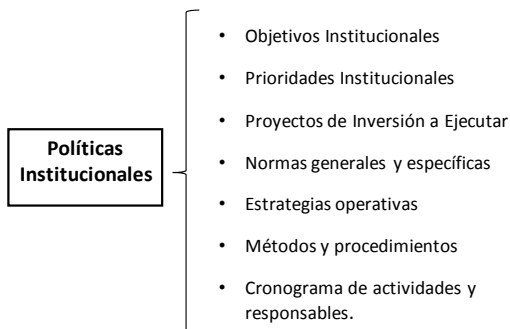 Políticas
Institucionales
• Objetivos Institucionales
• Prioridades Institucionales
• Proyectos de Inversión a Ejecutar
• Normas generales y específicas
• Estrategias operativas
• Métodos y procedimientos
• Cronograma de actividades y
responsables.